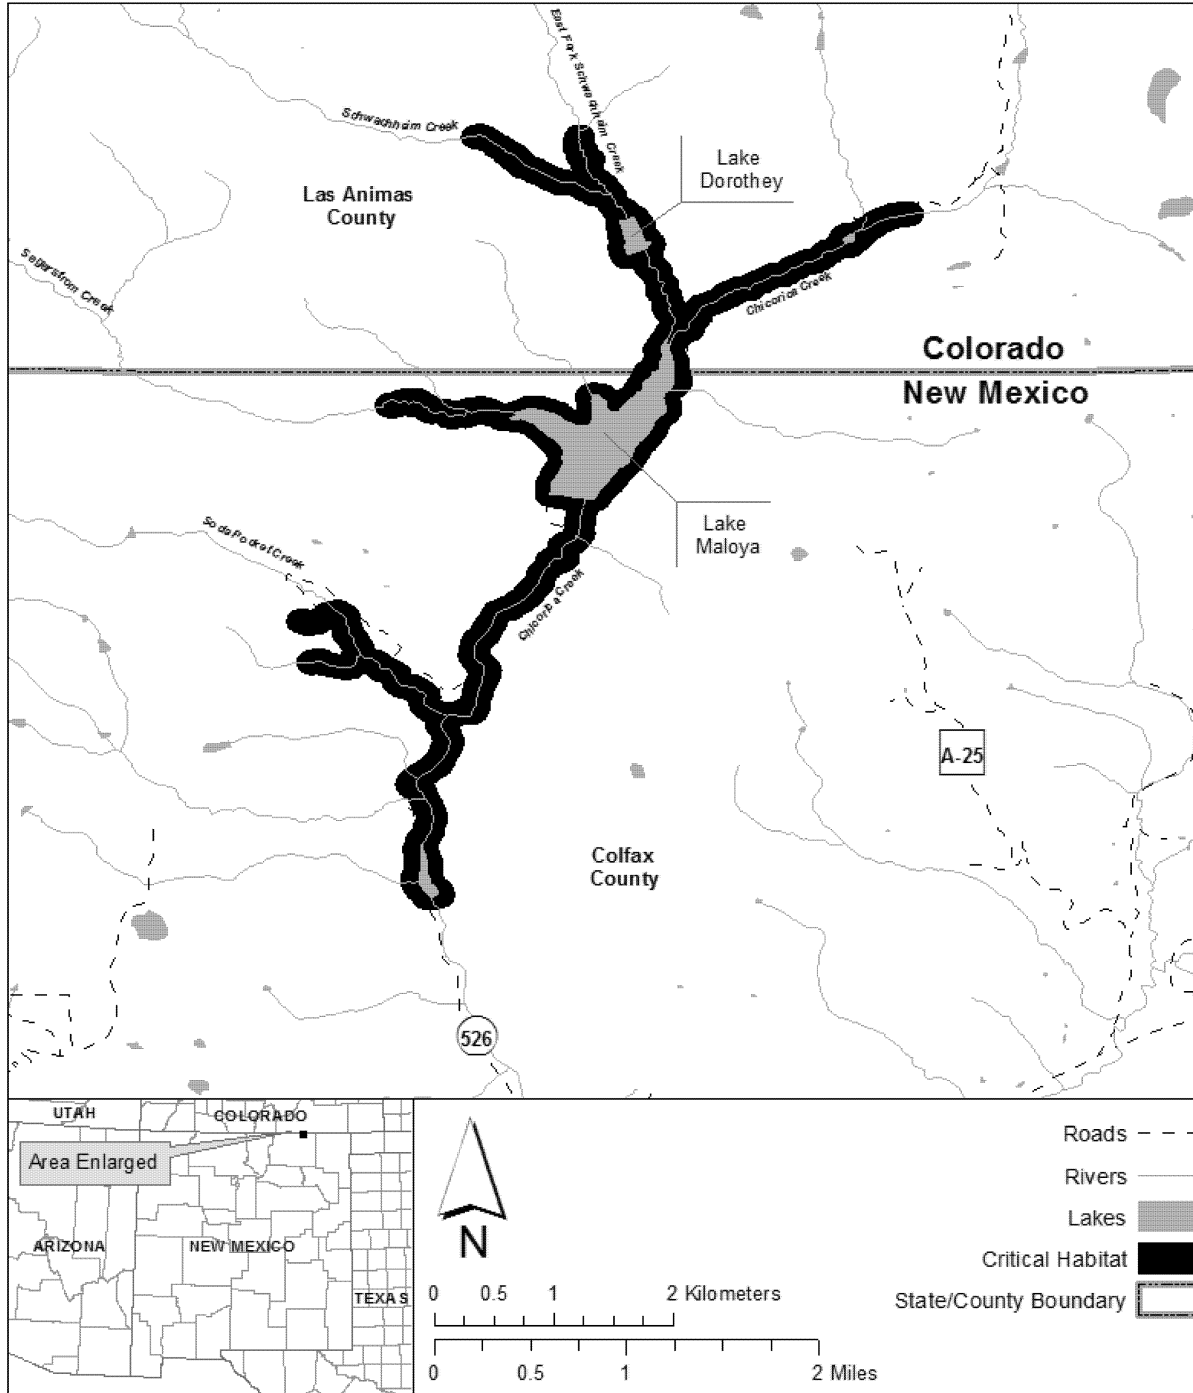 East Fork Schwachheim Creek
Schwachheim Creek
Lake
Dorothey
Las Animas
County
Chicorica Creek
Colorado
New Mexico
Lake
Maloya
Soda Pocket Creek
Chicorica Creek
A-25
Colfax
County
526
UTAH
COLORADO
Area Enlarged
ARIZONA
NEW MEXICO
TEXAS
N
0 0.5 1 2 Kilometers
0 0.5 1 2 Miles
Roads
Rivers
Lakes
Critical Habitat
State/County Boundary